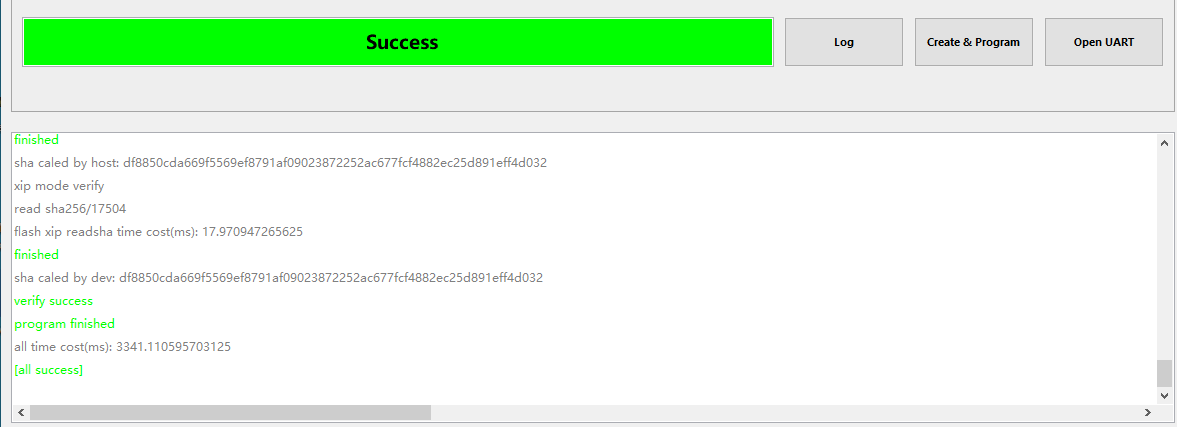 Success
Log
Create & Program
Open UART
finished
sha caled by host: df8850cda669f5569ef8791af09023872252ac677fcf4882ec25d891eff4d032
xip mode verify
read sha256/17504
flash xip readsha time cost(ms): 17.970947265625
finished
sha caled by dev: df8850cda669f5569ef8791af09023872252ac677fcf4882ec25d891eff4d032
verify success
program finished
all time cost(ms): 3341.110595703125
[all success]